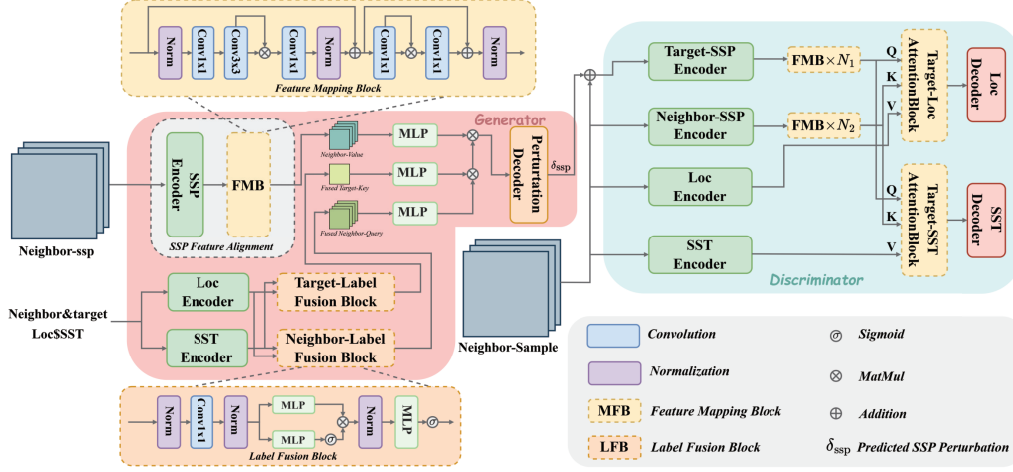 Norm
Conv1x1
Conv3x3
Conv1x1
Norm
Conv1x1
Conv1x1
Norm
Feature Mapping Block
Generator
SSP
Encoder
FMB
SSP Feature Alignment
Neighbor-ssp
Neighbor-Value
MLP
Fused Target-Key
MLP
Fused Neighbor-Query
MLP
Perturtation
Decoder
δssp
Neighbor&target
Loc$SST
Loc
Encoder
SST
Encoder
Target-Label
Fusion Block
Neighbor-Label
Fusion Block
Neighbor-Sample
Norm
Conv1x1
Norm
MLP
MLP
σ
Norm
MLP
σ
Label Fusion Block
Target-SSP
Encoder
FMB×N1
Neighbor-SSP
Encoder
FMB×N2
Loc
Encoder
SST
Encoder
Q
K
V
Target-Loc
AttentionBlock
Loc
Decoder
Q
K
V
Target-SST
AttentionBlock
SST
Decoder
Discriminator
Convolution
σ Sigmoid
Normalization
MatMul
MFB Feature Mapping Block
Addition
LFB Label Fusion Block
δssp Predicted SSP Perturbation